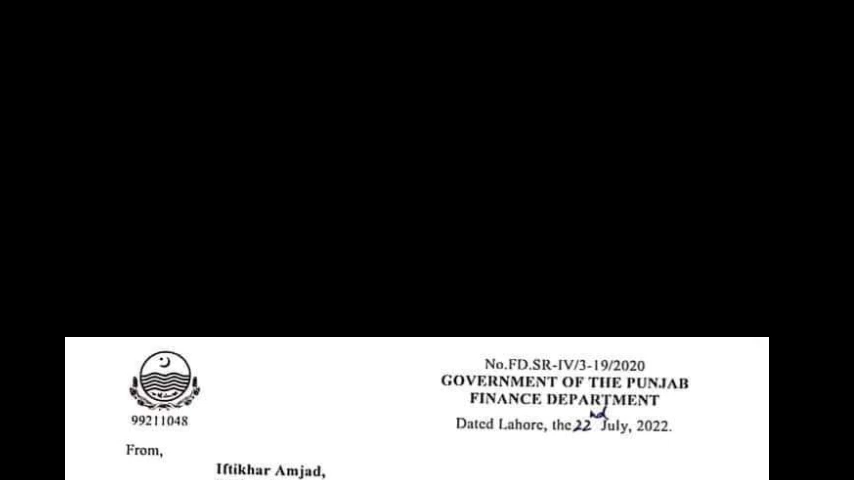 No.FD.SR-IV/3-19/2020
GOVERNMENT OF THE PUNJAB
FINANCE DEPARTMENT
99211048
Dated Lahore, the 22nd July, 2022.
From,
Iftikhar Amjad,